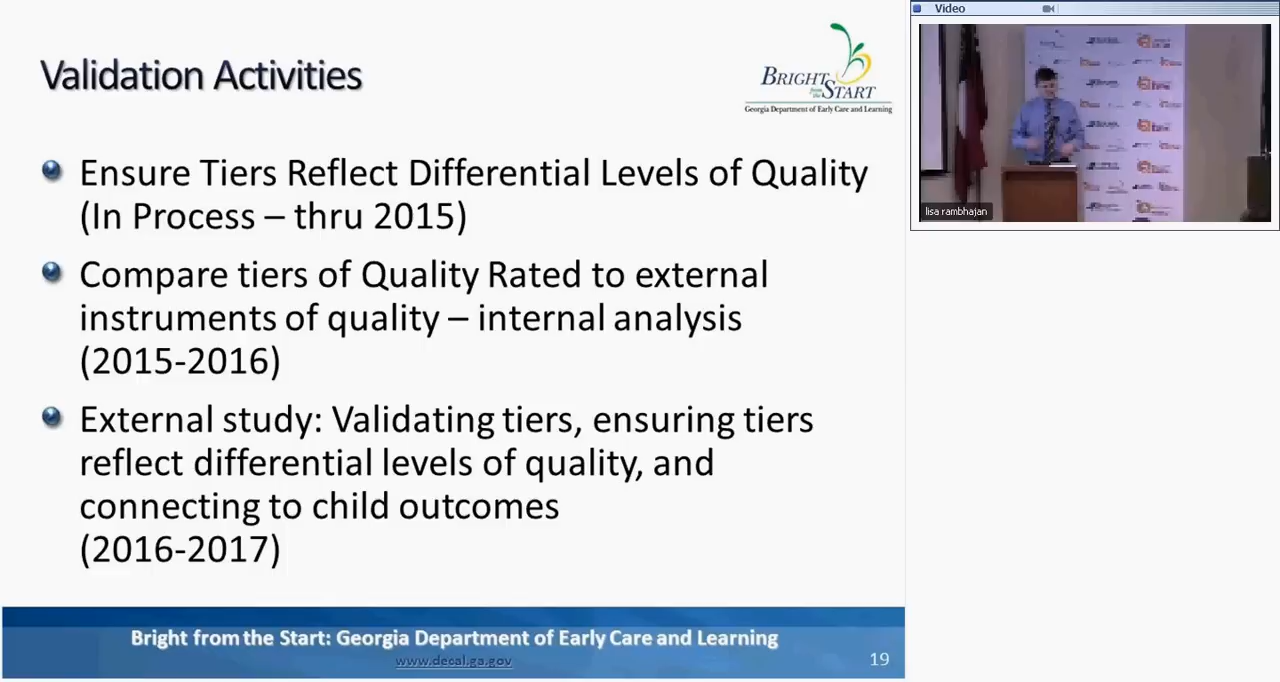 Validation Activities
BRIGHT
from the
START
Georgia Department of Early Care and Learning
Ensure Tiers Reflect Differential Levels of Quality
(In Process – thru 2015)
Compare tiers of Quality Rated to external
instruments of quality – internal analysis
(2015-2016)
External study: Validating tiers, ensuring tiers
reflect differential levels of quality, and
connecting to child outcomes
(2016-2017)
Bright from the Start: Georgia Department of Early Care and Learning
www.decal.ga.gov
19
Video
lisa rambhajan